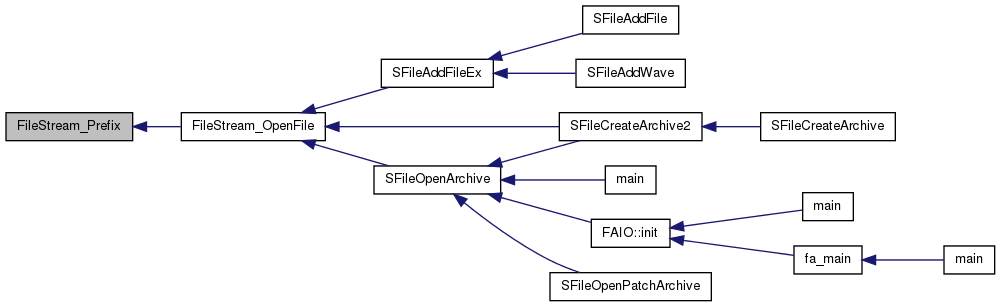 SFileAddFile
SFileAddFileEx
SFileAddWave
FileStream_Prefix
FileStream_OpenFile
SFileCreateArchive2
SFileCreateArchive
SFileOpenArchive
main
FAIO::init
main
fa_main
main
SFileOpenPatchArchive